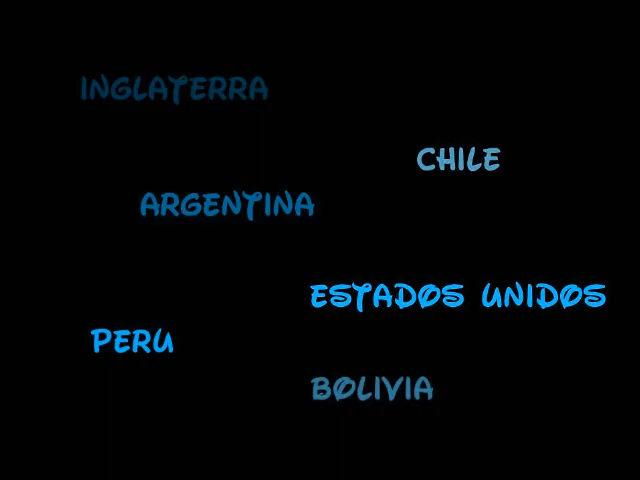 INGLATERRA
CHILE
ARGENTINA
ESTADOS UNIDOS
PERU
BOLIVIA